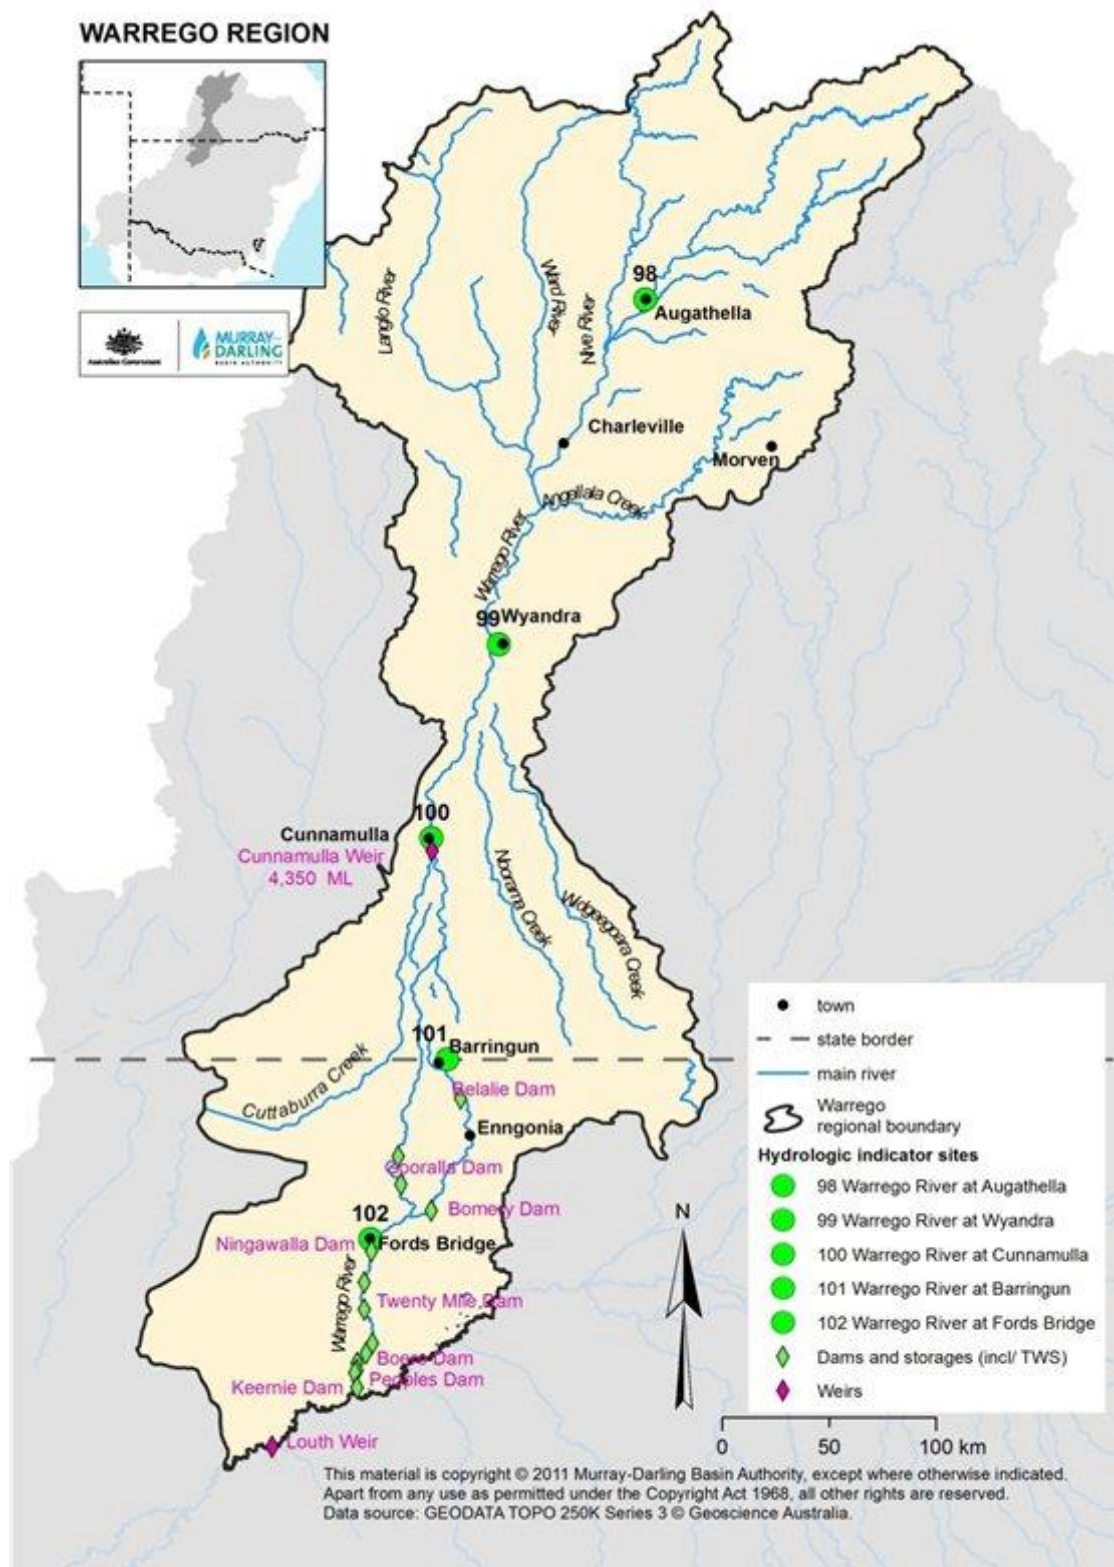 WARREGO REGION
Australian Government
MURRAY-
DARLING
BASIN AUTHORITY
Langlo River
Ward River
Nive River
98
Augathella
Charleville
Morven
Angellala Creek
Warrego River
99
Wyandra
100
Cunnamulla
Cunnamulla Weir
4,350 ML
Noorama Creek
Widgeegoara Creek
101
Barringun
Cuttaburra Creek
Belalie Dam
Enngonia
Gooralla Dam
Bomery Dam
102
Ningawalla Dam
Fords Bridge
Warrego River
Twenty Mile Dam
Boera Dam
Peoples Dam
Keernie Dam
Louth Weir
town
state border
main river
Warrego
regional boundary
Hydrologic indicator sites
98 Warrego River at Augathella
99 Warrego River at Wyandra
100 Warrego River at Cunnamulla
101 Warrego River at Barringun
102 Warrego River at Fords Bridge
Dams and storages (incl/ TWS)
Weirs
N
0 50 100 km
This material is copyright © 2011 Murray-Darling Basin Authority, except where otherwise indicated.
Apart from any use as permitted under the Copyright Act 1968, all other rights are reserved.
Data source: GEODATA TOPO 250K Series 3 © Geoscience Australia.